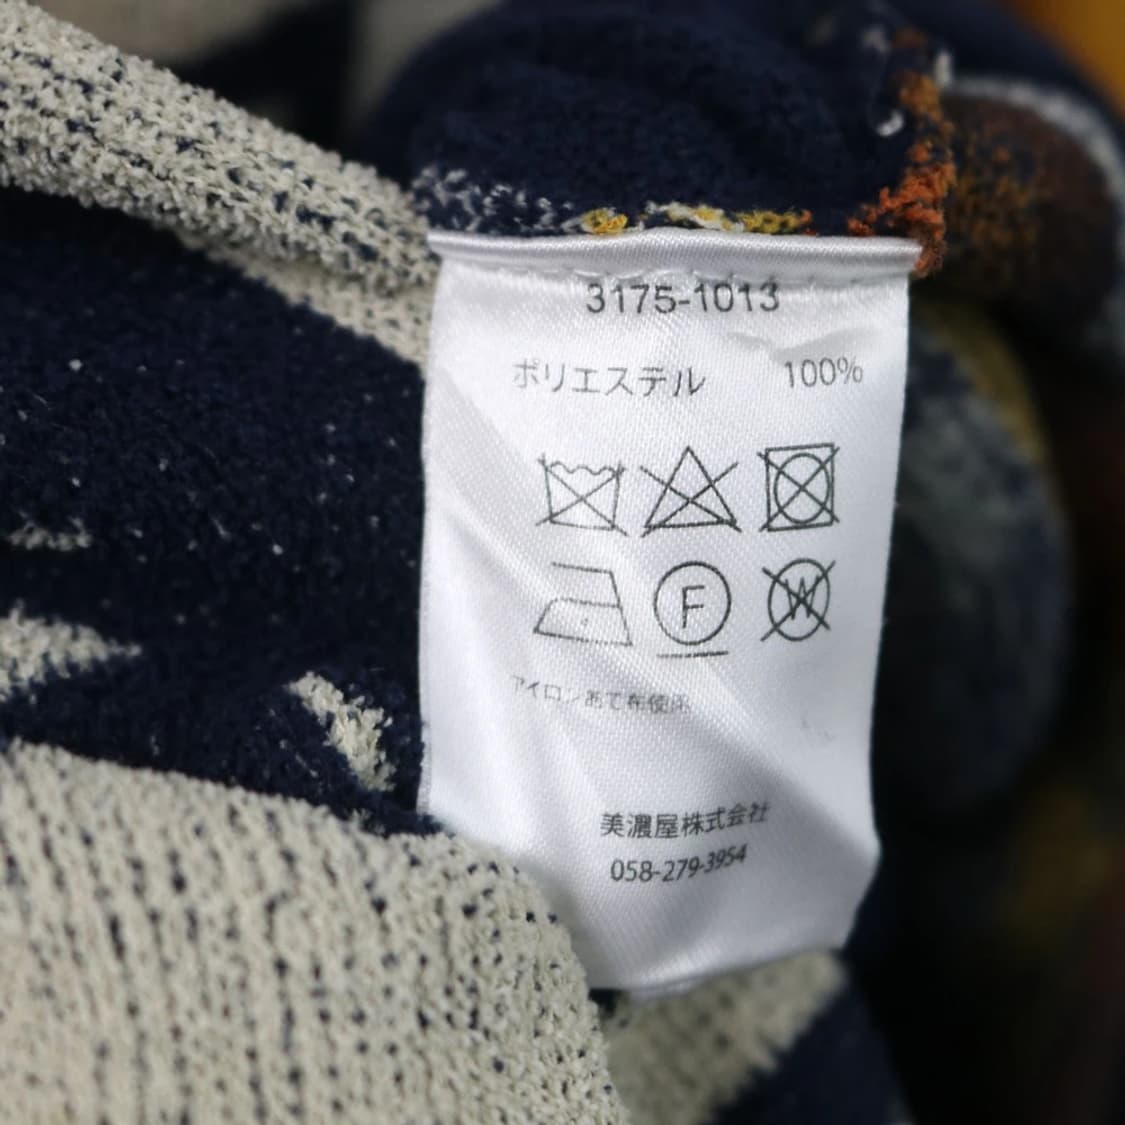 3175-1013
ポリエステル 100%
F W
アイロンあて布使用
美濃屋株式会社
058-279-3954